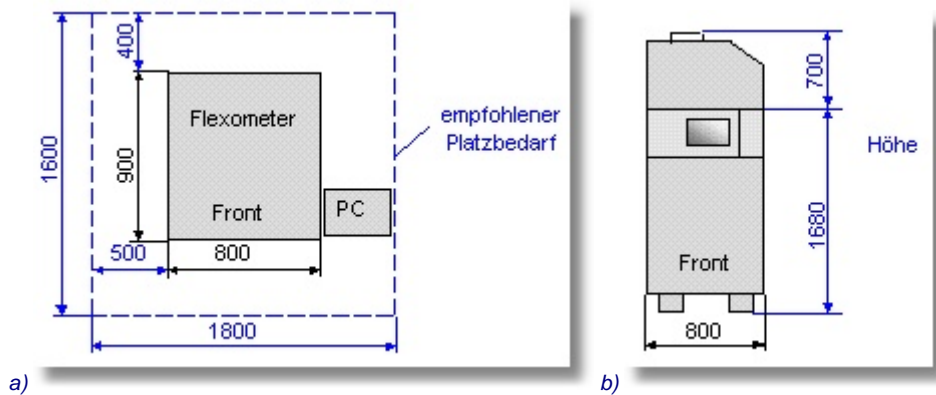 400
Flexometer
empfohlener
Platzbedarf
1600
900
Front
PC
500
800
1800
a)
700
Höhe
1680
Front
800
b)